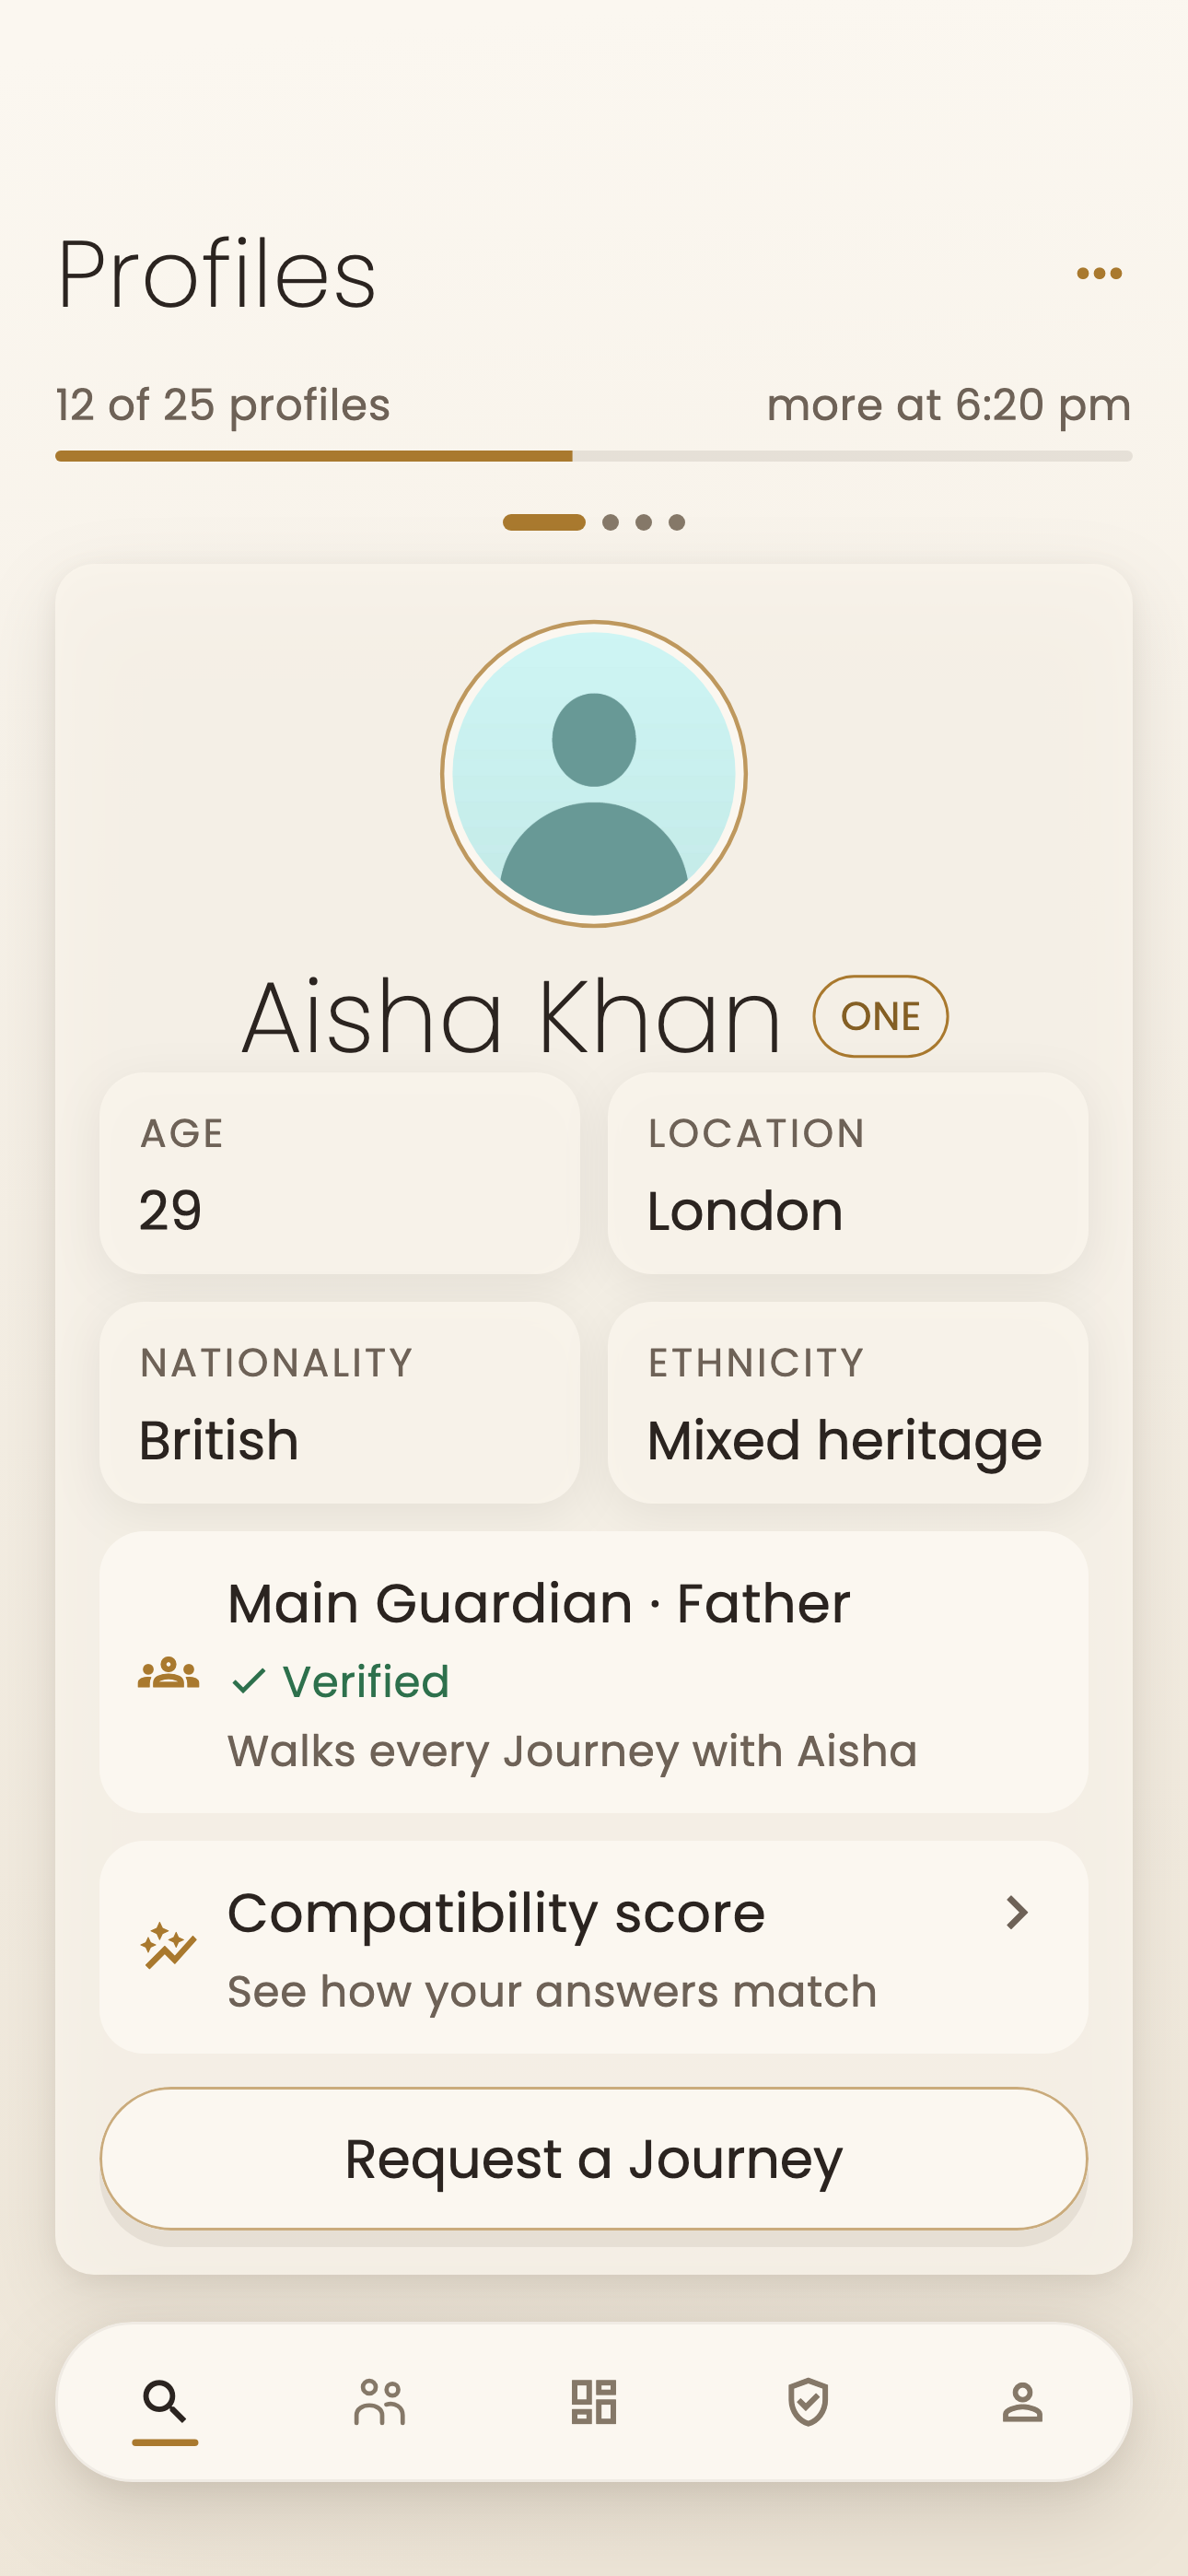 Profiles
12 of 25 profiles
more at 6:20 pm
Aisha Khan
ONE
AGE
29
LOCATION
London
NATIONALITY
British
ETHNICITY
Mixed heritage
Main Guardian · Father
Verified
Walks every Journey with Aisha
Compatibility score
See how your answers match
Request a Journey